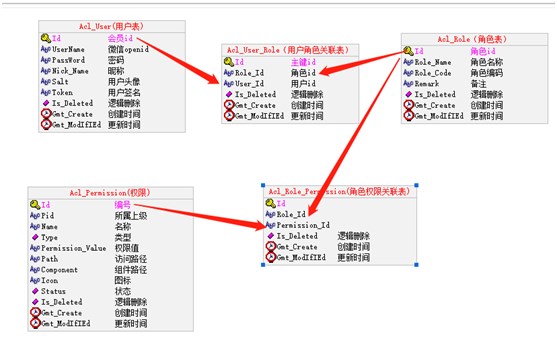 Acl_User(用户表)
Id 会员id
UserName 微信openid
PassWord 密码
Nick_Name 昵称
Salt 用户头像
Token 用户签名
Is_Deleted 逻辑删除
Gmt_Create 创建时间
Gmt_ModIfIEd 更新时间
Acl_User_Role（用户角色关联表）
Id 主键id
Role_Id 角色id
User_Id 用户id
Is_Deleted 逻辑删除
Gmt_Create 创建时间
Gmt_ModIfIEd 更新时间
Acl_Role（角色表）
Id 角色id
Role_Name 角色名称
Role_Code 角色编码
Remark 备注
Is_Deleted 逻辑删除
Gmt_Create 创建时间
Gmt_ModIfIEd 更新时间
Acl_Permission(权限)
Id 编号
Pid 所属上级
Name 名称
Type 类型
Permission_Value 权限值
Path 访问路径
Component 组件路径
Icon 图标
Status 状态
Is_Deleted 逻辑删除
Gmt_Create 创建时间
Gmt_ModIfIEd 更新时间
Acl_Role_Permission(角色权限关联表)
Id
Role_Id
Permission_Id
Is_Deleted 逻辑删除
Gmt_Create 创建时间
Gmt_ModIfIEd 更新时间